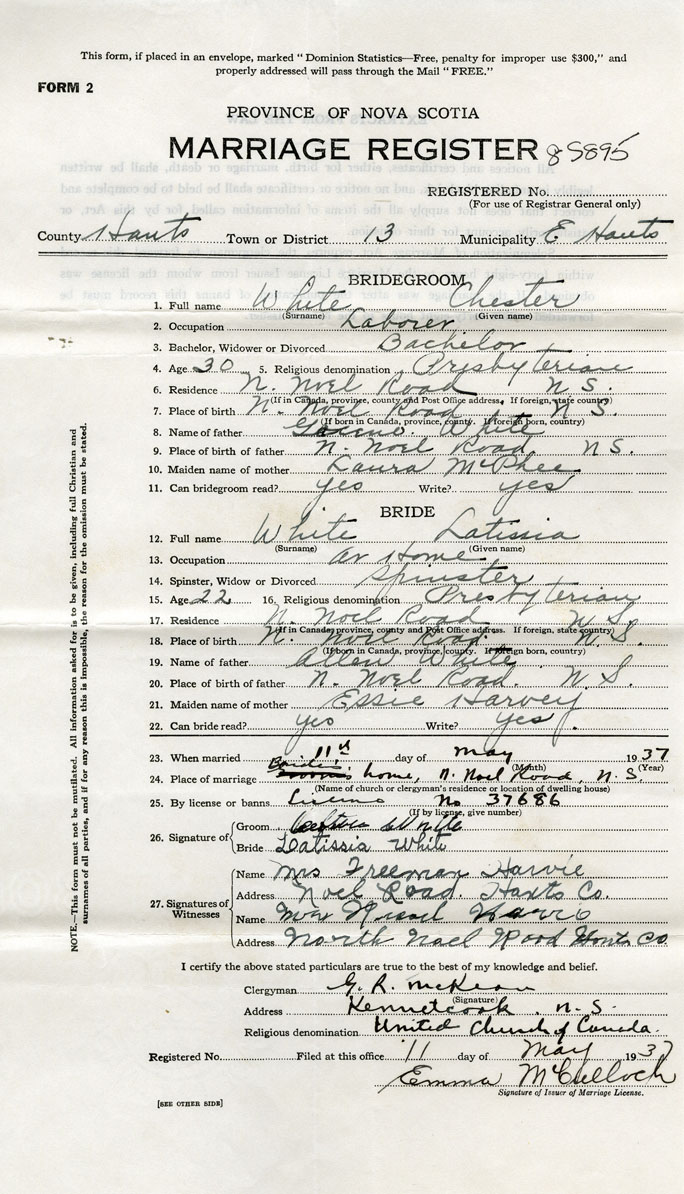 This form, if placed in an envelope, marked "Dominion Statistics—Free, penalty for improper use $300," and
properly addressed will pass through the Mail "FREE."
FORM 2
PROVINCE OF NOVA SCOTIA
MARRIAGE REGISTER 85895
REGISTERED No.
(For use of Registrar General only)
County Hants Town or District 13 Municipality E Hants
BRIDEGROOM
1. Full name White Chester
(Surname) (Given name)
2. Occupation Laborer
3. Bachelor, Widower or Divorced Bachelor
4. Age 30 5. Religious denomination Presbyterian
6. Residence N. Noel Road N S.
(If in Canada, province, county and Post Office address. If foreign, state country)
7. Place of birth N. Noel Road N S.
(If born in Canada, province, county. If foreign born, country)
8. Name of father White
9. Place of birth of father N. Noel Road N S.
10. Maiden name of mother Laura McPhee
11. Can bridegroom read? yes Write? yes
BRIDE
12. Full name White Latissia
(Surname) (Given name)
13. Occupation At Home
14. Spinster, Widow or Divorced Spinster
15. Age 22 16. Religious denomination Presbyterian
17. Residence N. Noel Road N S.
(If in Canada, province, county and Post Office address. If foreign, state country)
18. Place of birth N. Noel Road N S.
(If born in Canada, province, county. If foreign born, country)
19. Name of father Allen White
20. Place of birth of father N. Noel Road. N S
21. Maiden name of mother Essie Harvey
22. Can bride read? yes Write? yes.
23. When married 11th day of May 1937
(Month) (Year)
24. Place of marriage Bride's home, N. Noel Road, N. S.
(Name of church or clergyman's residence or location of dwelling house)
25. By license or banns License No 37686
(If by license, give number)
26. Signature of
Groom White
Bride Latissia White
27. Signatures of Witnesses
Name Mrs Freeman Harvie
Address Noel Road. Hants Co.
Name
Address North Noel Road Hants Co
I certify the above stated particulars are true to the best of my knowledge and belief.
Clergyman G. R. McKean
(Signature)
Address Kennetcook, N. S.
Religious denomination United Church of Canada.
Registered No. Filed at this office 11 day of May 1937
Emma McCulloch
Signature of Issuer of Marriage License.
[SEE OTHER SIDE]
NOTE.—This form must not be mutilated. All information asked for is to be given, including full Christian and
surnames of all parties, and if for any reason this is impossible, the reason for the omission must be stated.